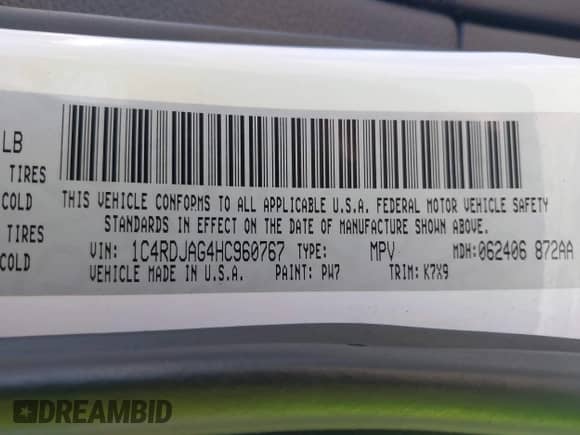 LB
TIRES
COLD
TIRES
COLD
THIS VEHICLE CONFORMS TO ALL APPLICABLE U.S.A. FEDERAL MOTOR VEHICLE SAFETY
STANDARDS IN EFFECT ON THE DATE OF MANUFACTURE SHOWN ABOVE.
VIN: 1C4RDJAG4HC960767 TYPE: MPV MDH:062406 872AA
VEHICLE MADE IN U.S.A. PAINT: PW7 TRIM: K7X9
DREAMBID